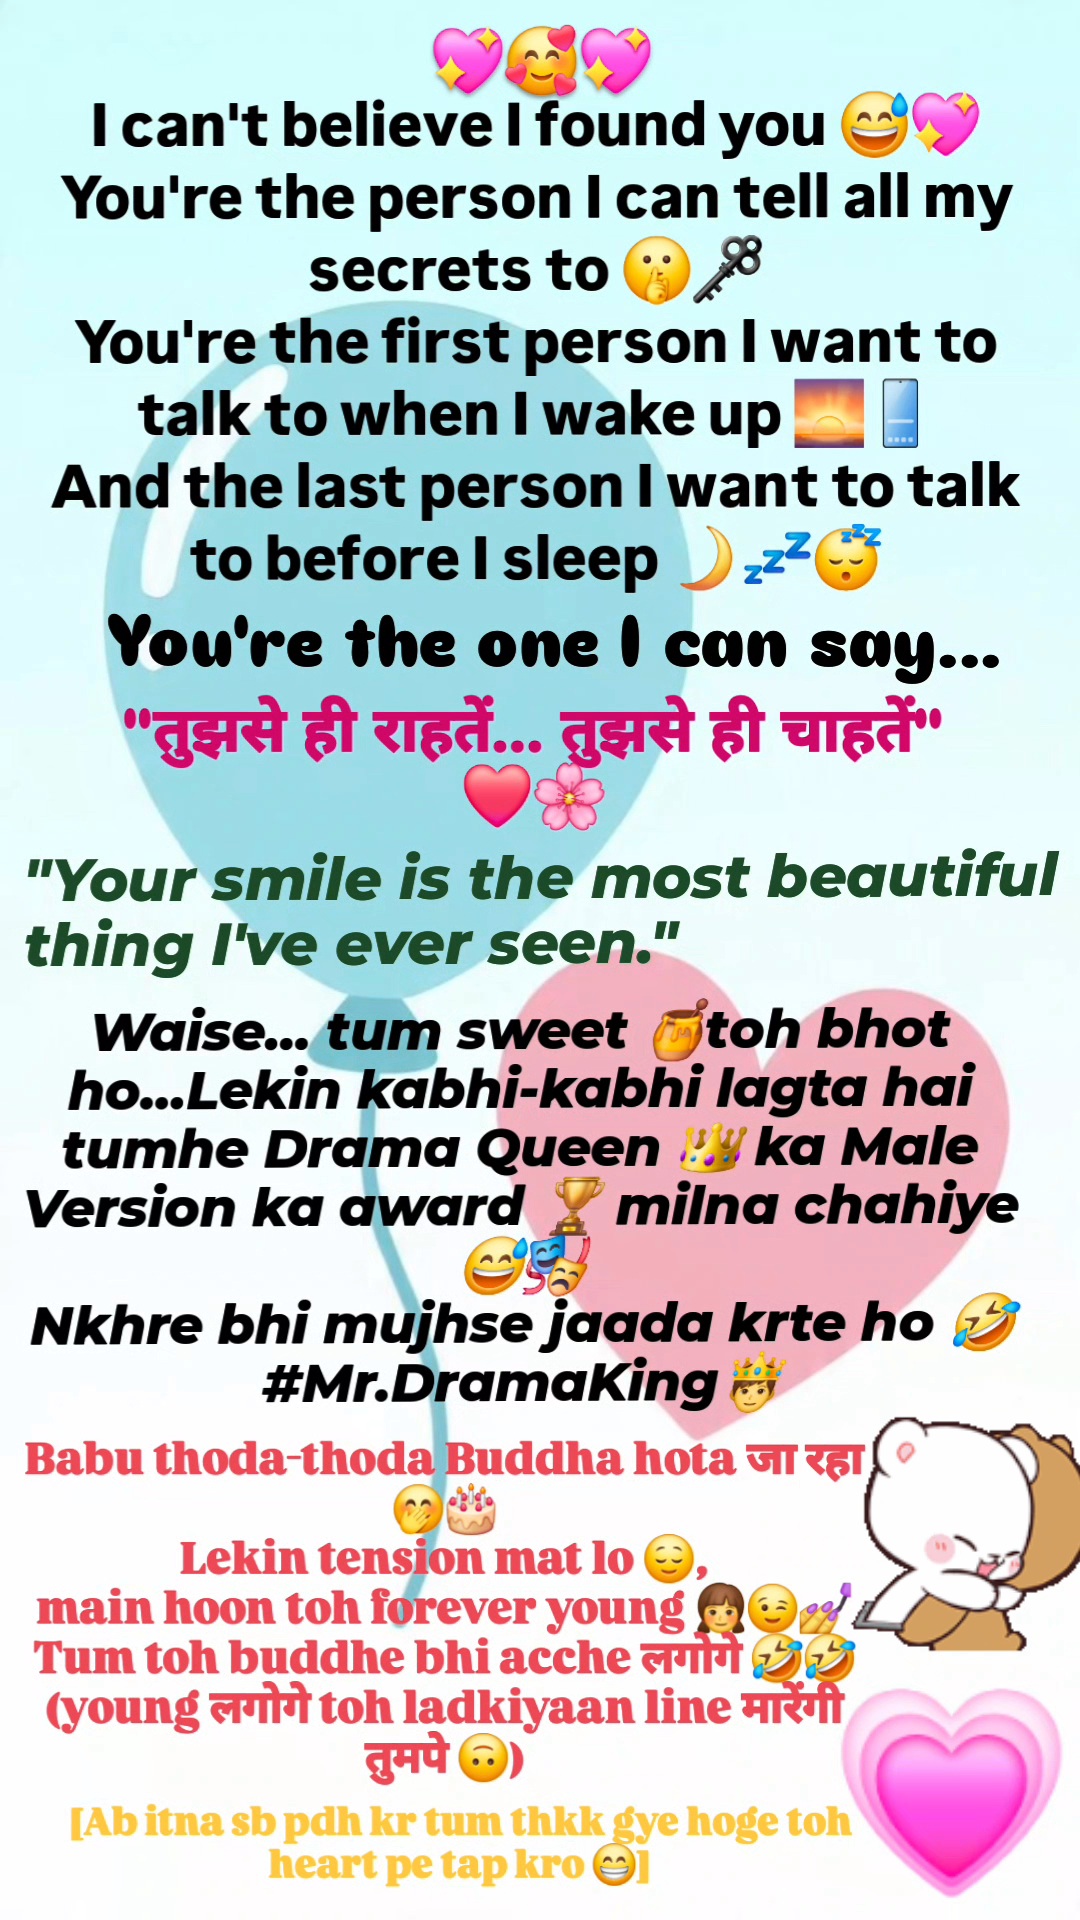 💖🥰💖
I can't believe I found you 😅💖
You're the person I can tell all my
secrets to 🤫🗝️
You're the first person I want to
talk to when I wake up 🌅📱
And the last person I want to talk
to before I sleep 🌙💤😴
You're the one I can say...
"तुझसे ही राहतें... तुझसे ही चाहतें"
❤️🌸
"Your smile is the most beautiful
thing I've ever seen."
Waise... tum sweet 🍯toh bhot
ho...Lekin kabhi-kabhi lagta hai
tumhe Drama Queen 👑 ka Male
Version ka award 🏆 milna chahiye
😅🎭
Nkhre bhi mujhse jaada krte ho 🤣
#Mr.DramaKing🤴
Babu thoda-thoda Buddha hota जा रहा
🤭🎂
Lekin tension mat lo 😌,
main hoon toh forever young 👩😉💅
Tum toh buddhe bhi acche लगोगे 🤣🤣
(young लगोगे toh ladkiyaan line मारेंगी
तुमपे 🙃)
[Ab itna sb pdh kr tum thkk gye hoge toh
heart pe tap kro 😁]